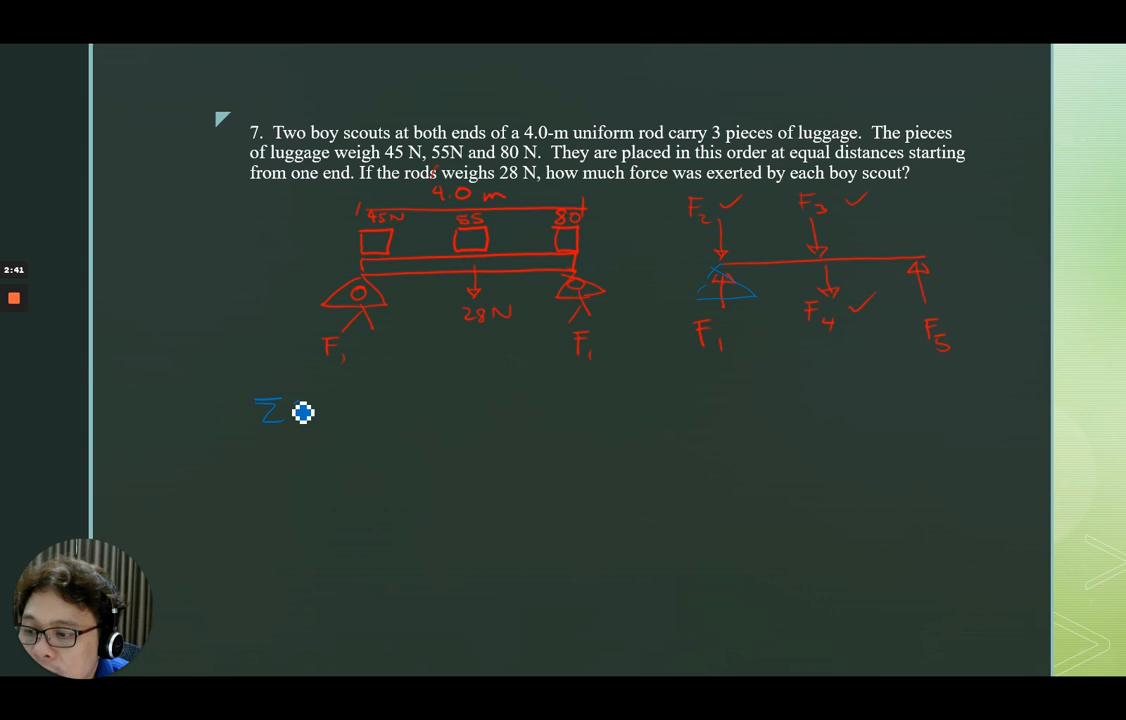 7. Two boy scouts at both ends of a 4.0-m uniform rod carry 3 pieces of luggage. The pieces
of luggage weigh 45 N, 55N and 80 N. They are placed in this order at equal distances starting
from one end. If the rods weighs 28 N, how much force was exerted by each boy scout?
4.0 m
45N 55 80
28N
F₁ F₁
F₂ ✓ F₃ ✓
F₄ ✓
F₁ F₅
Σ
2:41